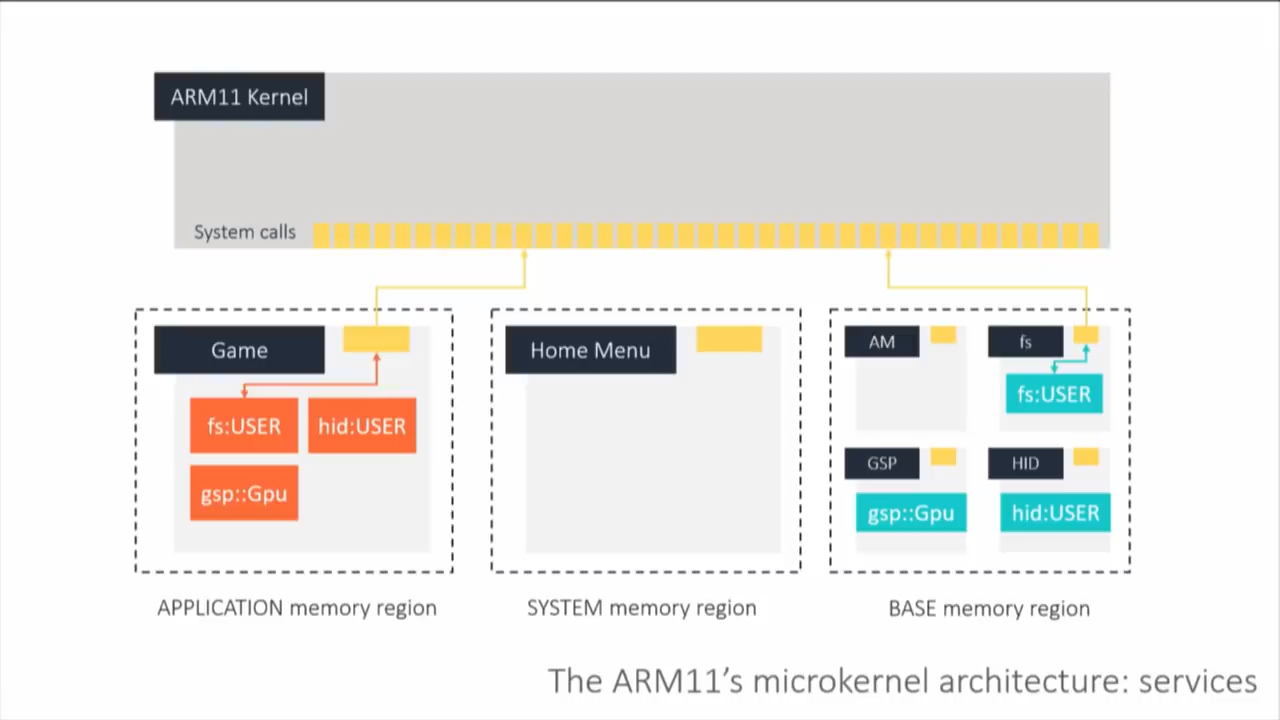 ARM11 Kernel
System calls
Game
fs:USER
hid:USER
gsp::Gpu
Home Menu
AM
fs
fs:USER
GSP
HID
gsp::Gpu
hid:USER
APPLICATION memory region
SYSTEM memory region
BASE memory region
The ARM11’s microkernel architecture: services